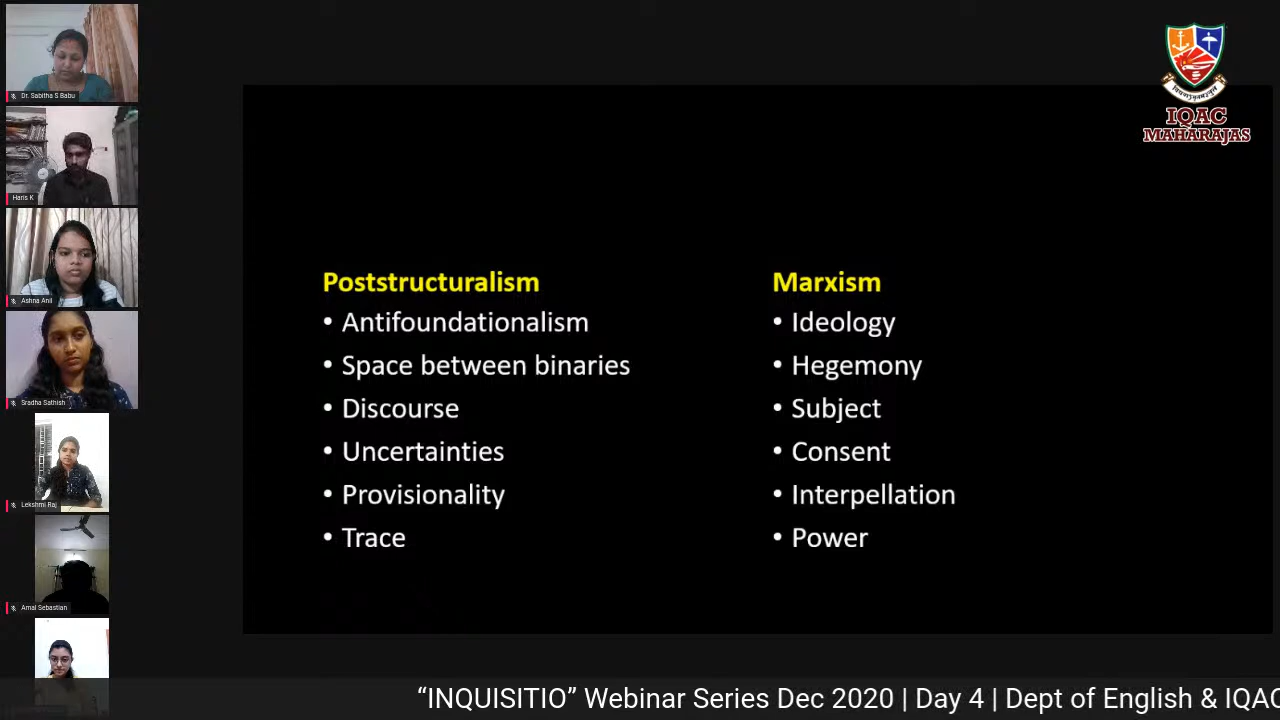 Dr. Sabitha S Babu
Haris K
Ashna Anil
Sradha Sathish
Lekshmi Raj
Amal Sebastian
IQAC
MAHARAJAS
Poststructuralism
• Antifoundationalism
• Space between binaries
• Discourse
• Uncertainties
• Provisionality
• Trace
Marxism
• Ideology
• Hegemony
• Subject
• Consent
• Interpellation
• Power
“INQUISITIO” Webinar Series Dec 2020 | Day 4 | Dept of English & IQAC